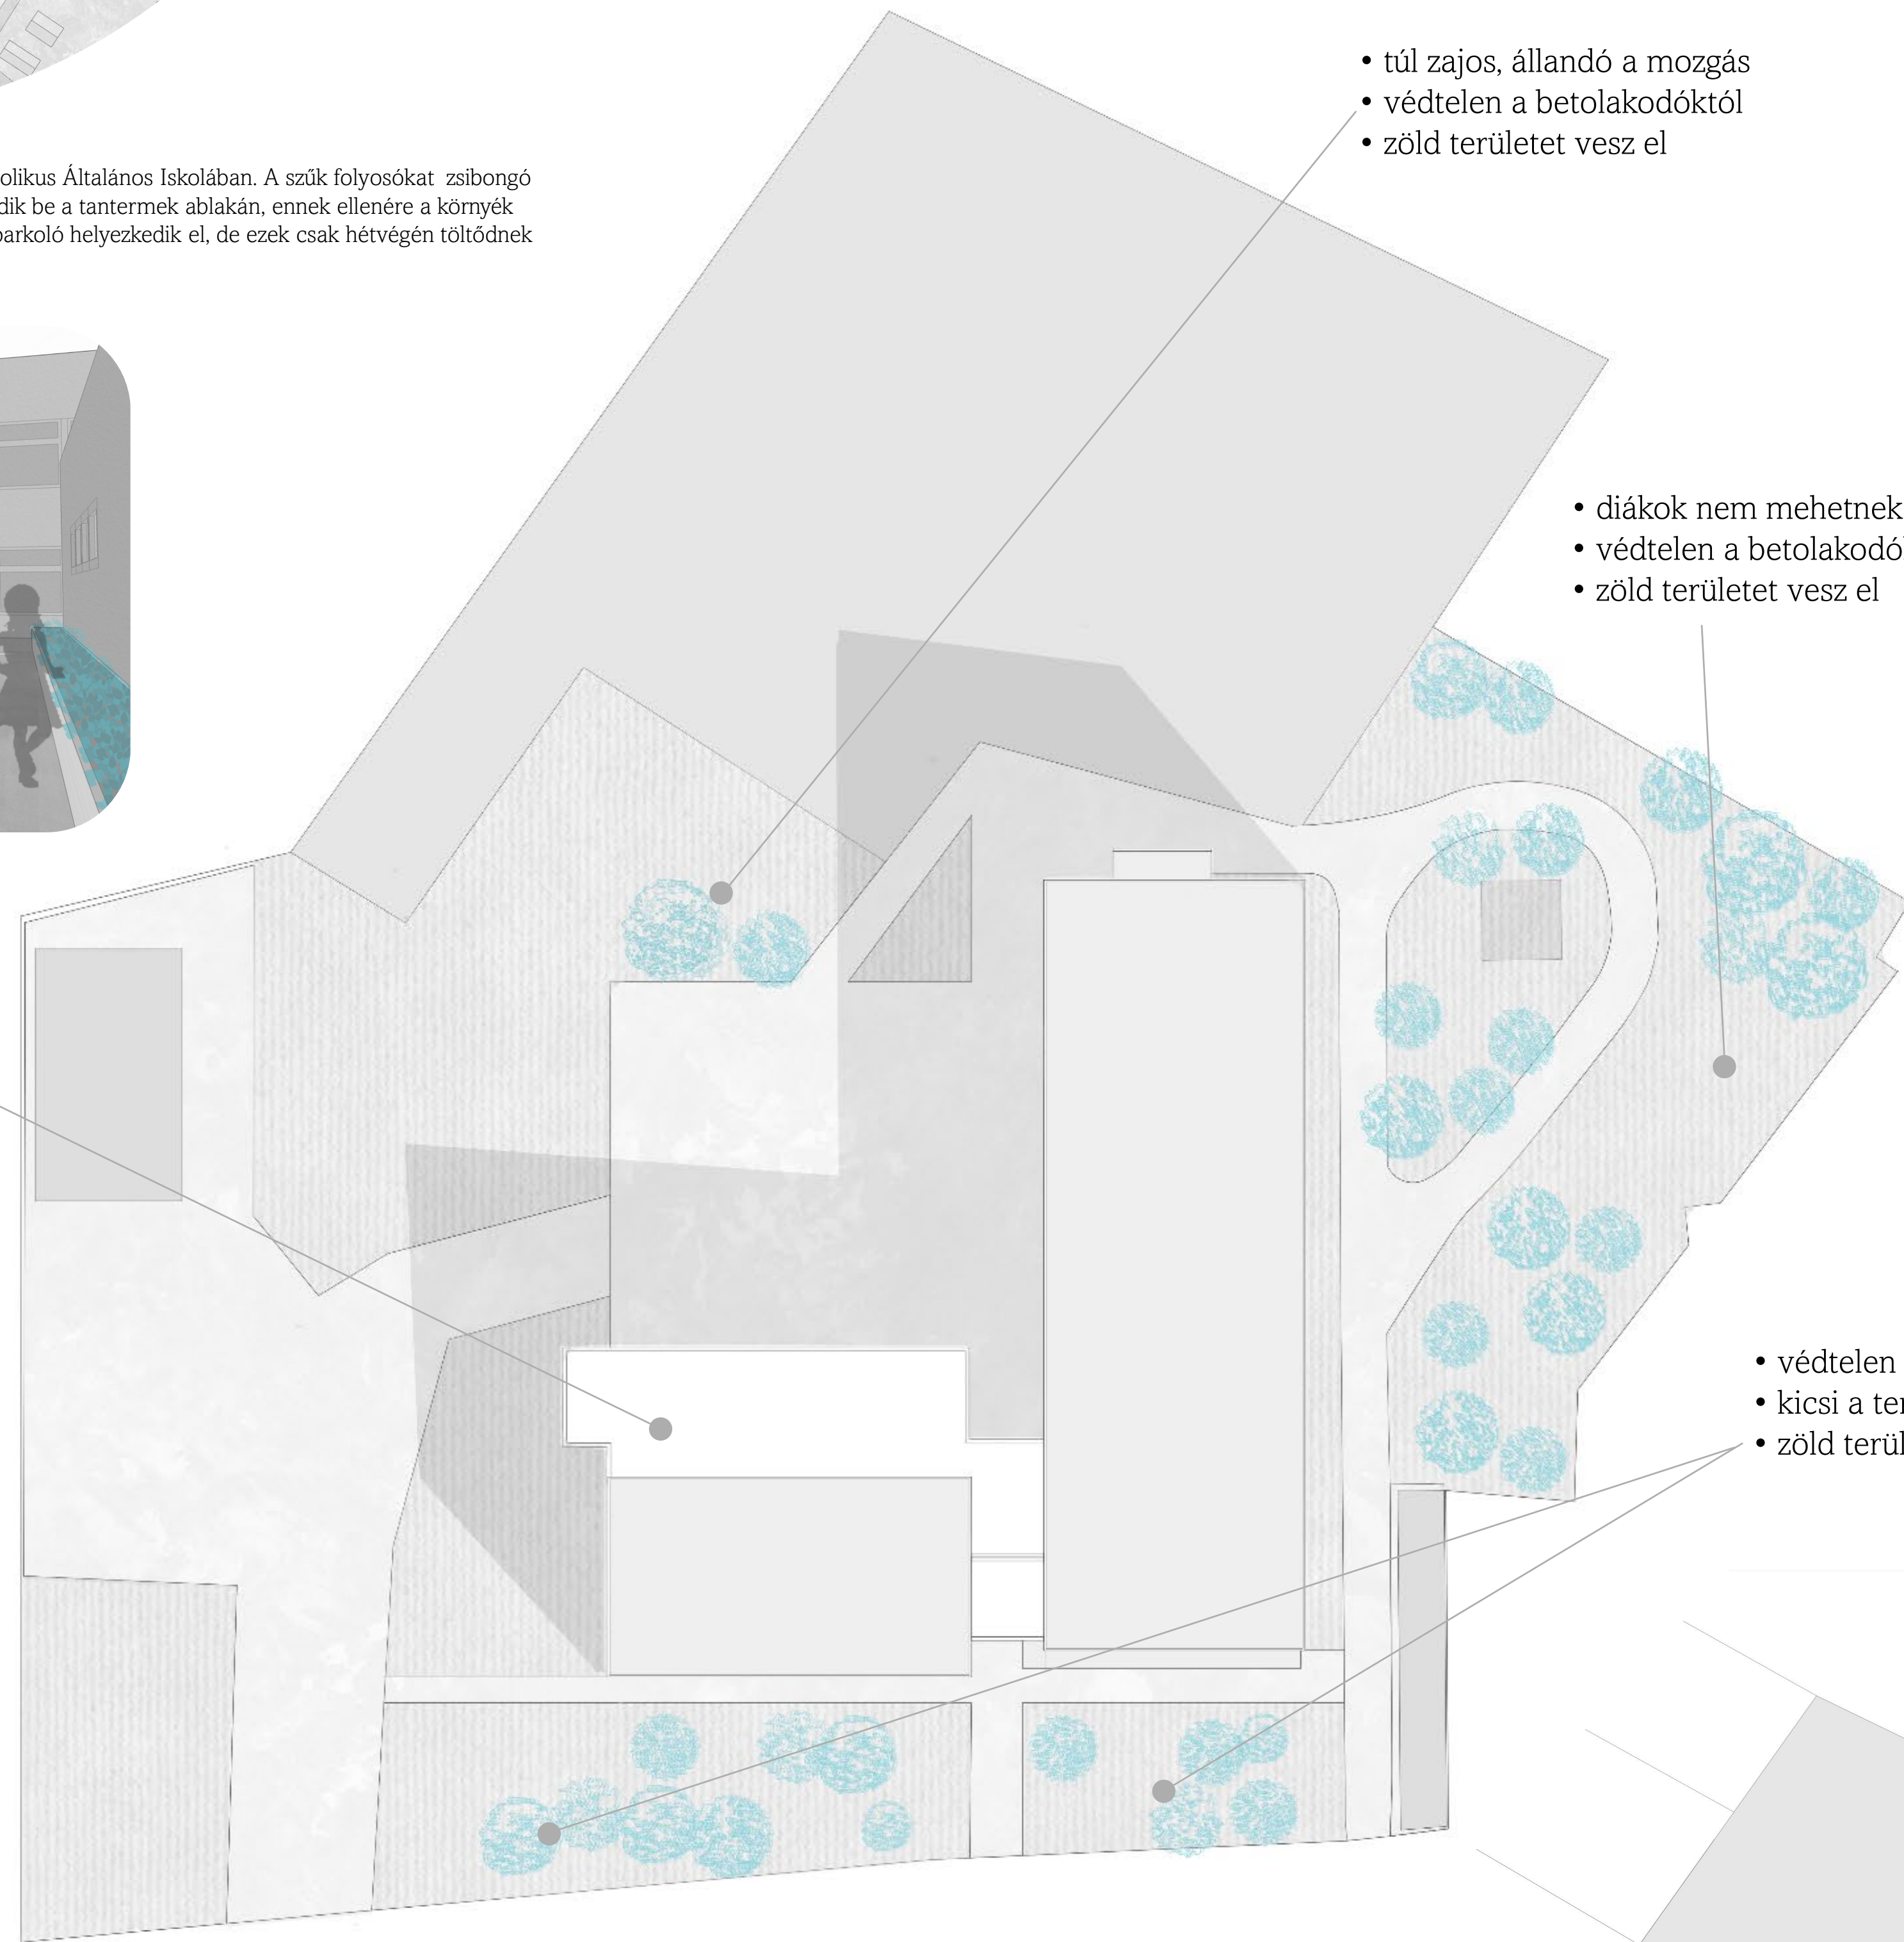 • túl zajos, állandó a mozgás
• védtelen a betolakodóktól
• zöld területet vesz el
olikus Általános Iskolában. A szűk folyosókat zsibongó
dik be a tantermek ablakán, ennek ellenére a környék
parkoló helyezkedik el, de ezek csak hétvégén töltődnek
• diákok nem mehetnek
• védtelen a betolakodó
• zöld területet vesz el
• védtelen
• kicsi a te
• zöld terül